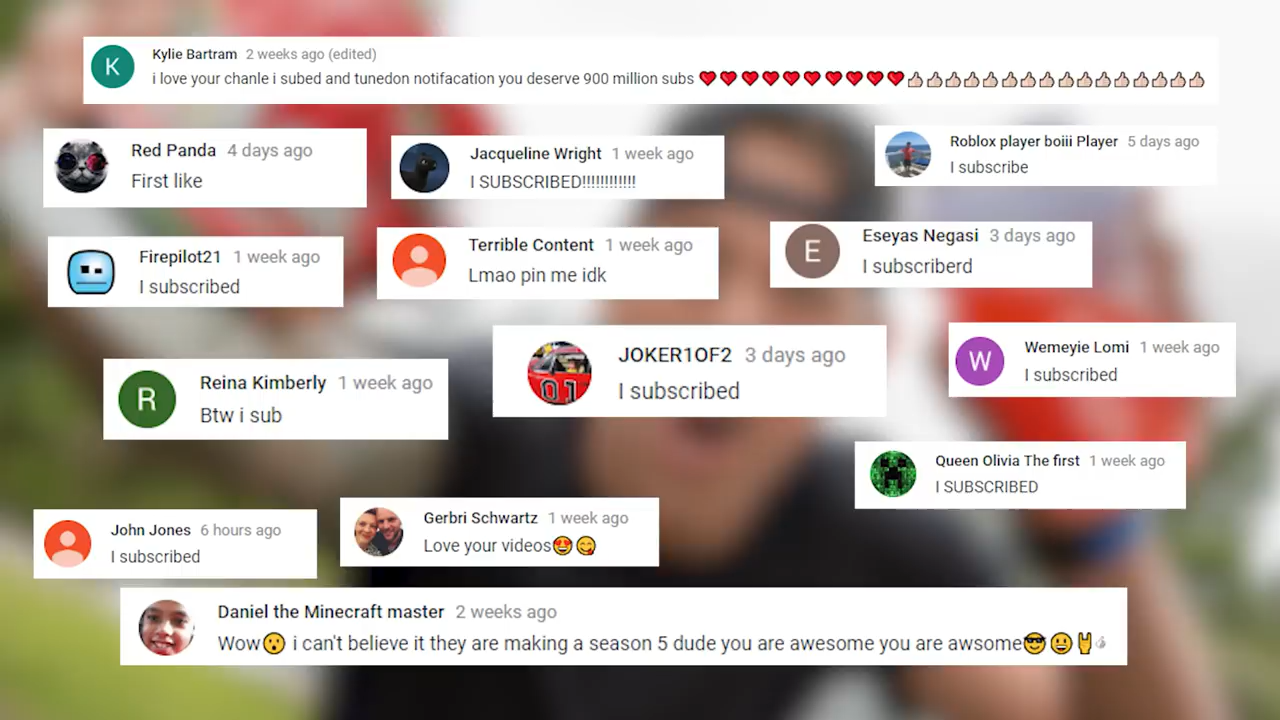 Kylie Bartram 2 weeks ago (edited)
i love your chanle i subed and tunedon notifacation you deserve 900 million subs ❤❤❤❤❤❤❤❤❤❤👍🏻👍🏻👍🏻👍🏻👍🏻👍🏻👍🏻👍🏻👍🏻👍🏻👍🏻👍🏻👍🏻👍🏻👍🏻👍🏻
Red Panda 4 days ago
First like
Jacqueline Wright 1 week ago
I SUBSCRIBED!!!!!!!!!!!!
Roblox player boiii Player 5 days ago
I subscribe
Firepilot21 1 week ago
I subscribed
Terrible Content 1 week ago
Lmao pin me idk
Eseyas Negasi 3 days ago
I subscriberd
Reina Kimberly 1 week ago
Btw i sub
JOKER1OF2 3 days ago
I subscribed
01
Wemeyie Lomi 1 week ago
I subscribed
Queen Olivia The first 1 week ago
I SUBSCRIBED
John Jones 6 hours ago
I subscribed
Gerbri Schwartz 1 week ago
Love your videos😍😋
Daniel the Minecraft master 2 weeks ago
Wow😮 i can't believe it they are making a season 5 dude you are awesome you are awsome😎😀🤘
K
E
R
W